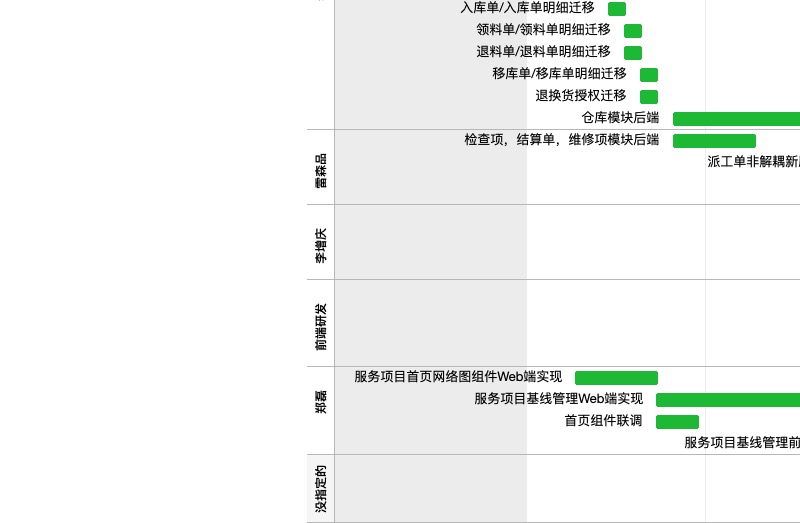 入库单/入库单明细迁移
领料单/领料单明细迁移
退料单/退料单明细迁移
移库单/移库单明细迁移
退换货授权迁移
仓库模块后端
检查项，结算单，维修项模块后端
派工单非解耦新
雷森品
李增庆
前端研发
服务项目首页网络图组件Web端实现
服务项目基线管理Web端实现
首页组件联调
服务项目基线管理前
郑磊
没指定的